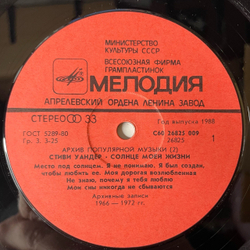 МИНИСТЕРСТВО
КУЛЬТУРЫ СССР
ВСЕСОЮЗНАЯ ФИРМА
ГРАМПЛАСТИНОК
МЕЛОДИЯ
АПРЕЛЕВСКИЙ ОРДЕНА ЛЕНИНА ЗАВОД
СТЕРЕО 33
Год выпуска 1988
ГОСТ 5289-80
С60 26825 009
Гр. 3. 3-25
26825
1
АРХИВ ПОПУЛЯРНОЙ МУЗЫКИ (2)
СТИВИ УАНДЕР - СОЛНЦЕ МОЕЙ ЖИЗНИ
Место под солнцем. Я не понимаю. Я был создан,
чтобы любить ее. Моя дорогая возлюбленная
Не знаю, почему я тебя люблю
Мои сны никогда не сбываются
Архивные записи
1966 - 1972 гг.